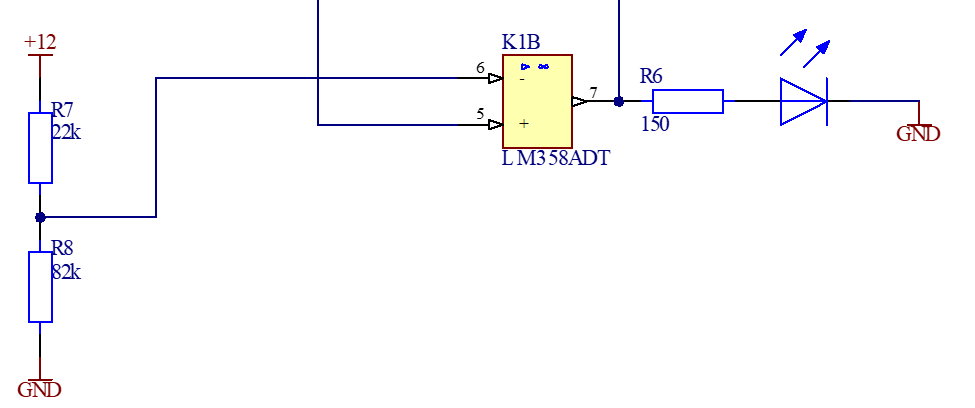 +12
R7
22k
R8
82k
GND
K1B
6
-
5
+
7
LM358ADT
R6
150
GND